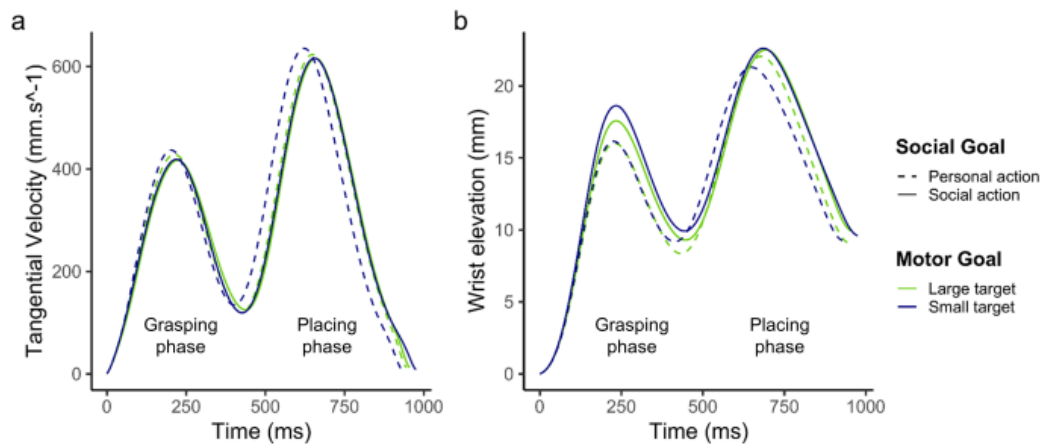 a
Tangential Velocity (mm.s^-1)
600
400
200
0
Grasping
phase
Placing
phase
0
250
500
750
1000
Time (ms)
b
Wrist elevation (mm)
20
15
10
5
0
Grasping
phase
Placing
phase
0
250
500
750
1000
Time (ms)
Social Goal
Personal action
Social action
Motor Goal
Large target
Small target